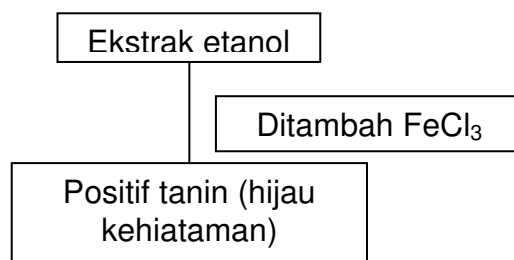 Ekstrak etanol
Ditambah FeCl₃
Positif tanin (hijau
kehiataman)